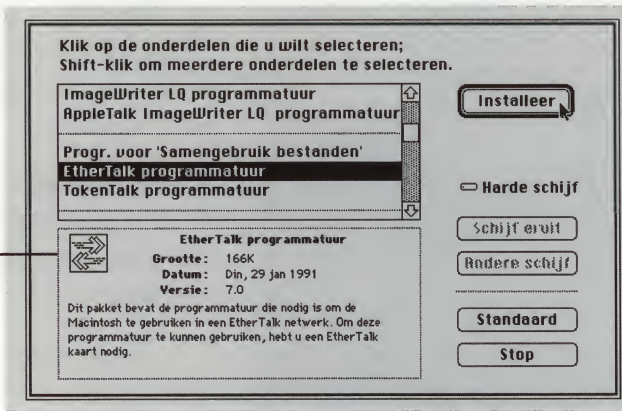 Klik op de onderdelen die u wilt selecteren;
Shift-klik om meerdere onderdelen te selecteren.
ImageWriter LQ programmatuur
AppleTalk ImageWriter LQ programmatuur
Progr. voor 'Samengebruik bestanden'
EtherTalk programmatuur
TokenTalk programmatuur
Installeer
Harde schijf
Schijf eruit
Andere schijf
Standaard
Stop
EtherTalk programmatuur
Grootte: 166K
Datum: Din, 29 jan 1991
Versie: 7.0
Dit pakket bevat de programmatuur die nodig is om de
Macintosh te gebruiken in een EtherTalk netwerk. Om deze
programmatuur te kunnen gebruiken, hebt u een EtherTalk
kaart nodig.